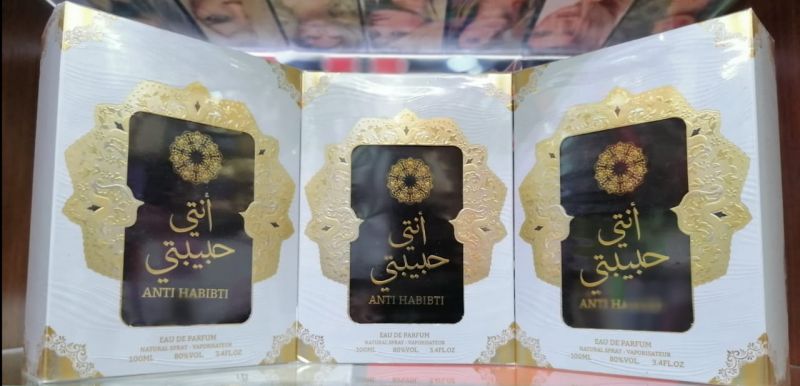 أنتي
حبيبتي
ANTI HABIBTI
EAU DE PARFUM
NATURAL SPRAY - VAPORISATEUR
100ML 80%VOL. 3.4FL.OZ
أنتي
حبيبتي
ANTI HABIBTI
EAU DE PARFUM
NATURAL SPRAY - VAPORISATEUR
100ML 80%VOL. 3.4FL.OZ
أنتي
حبيبتي
ANTI
EAU DE PARFUM
NATURAL SPRAY - VAPORISATEUR
100ML 80%VOL. 3.4FL.OZ